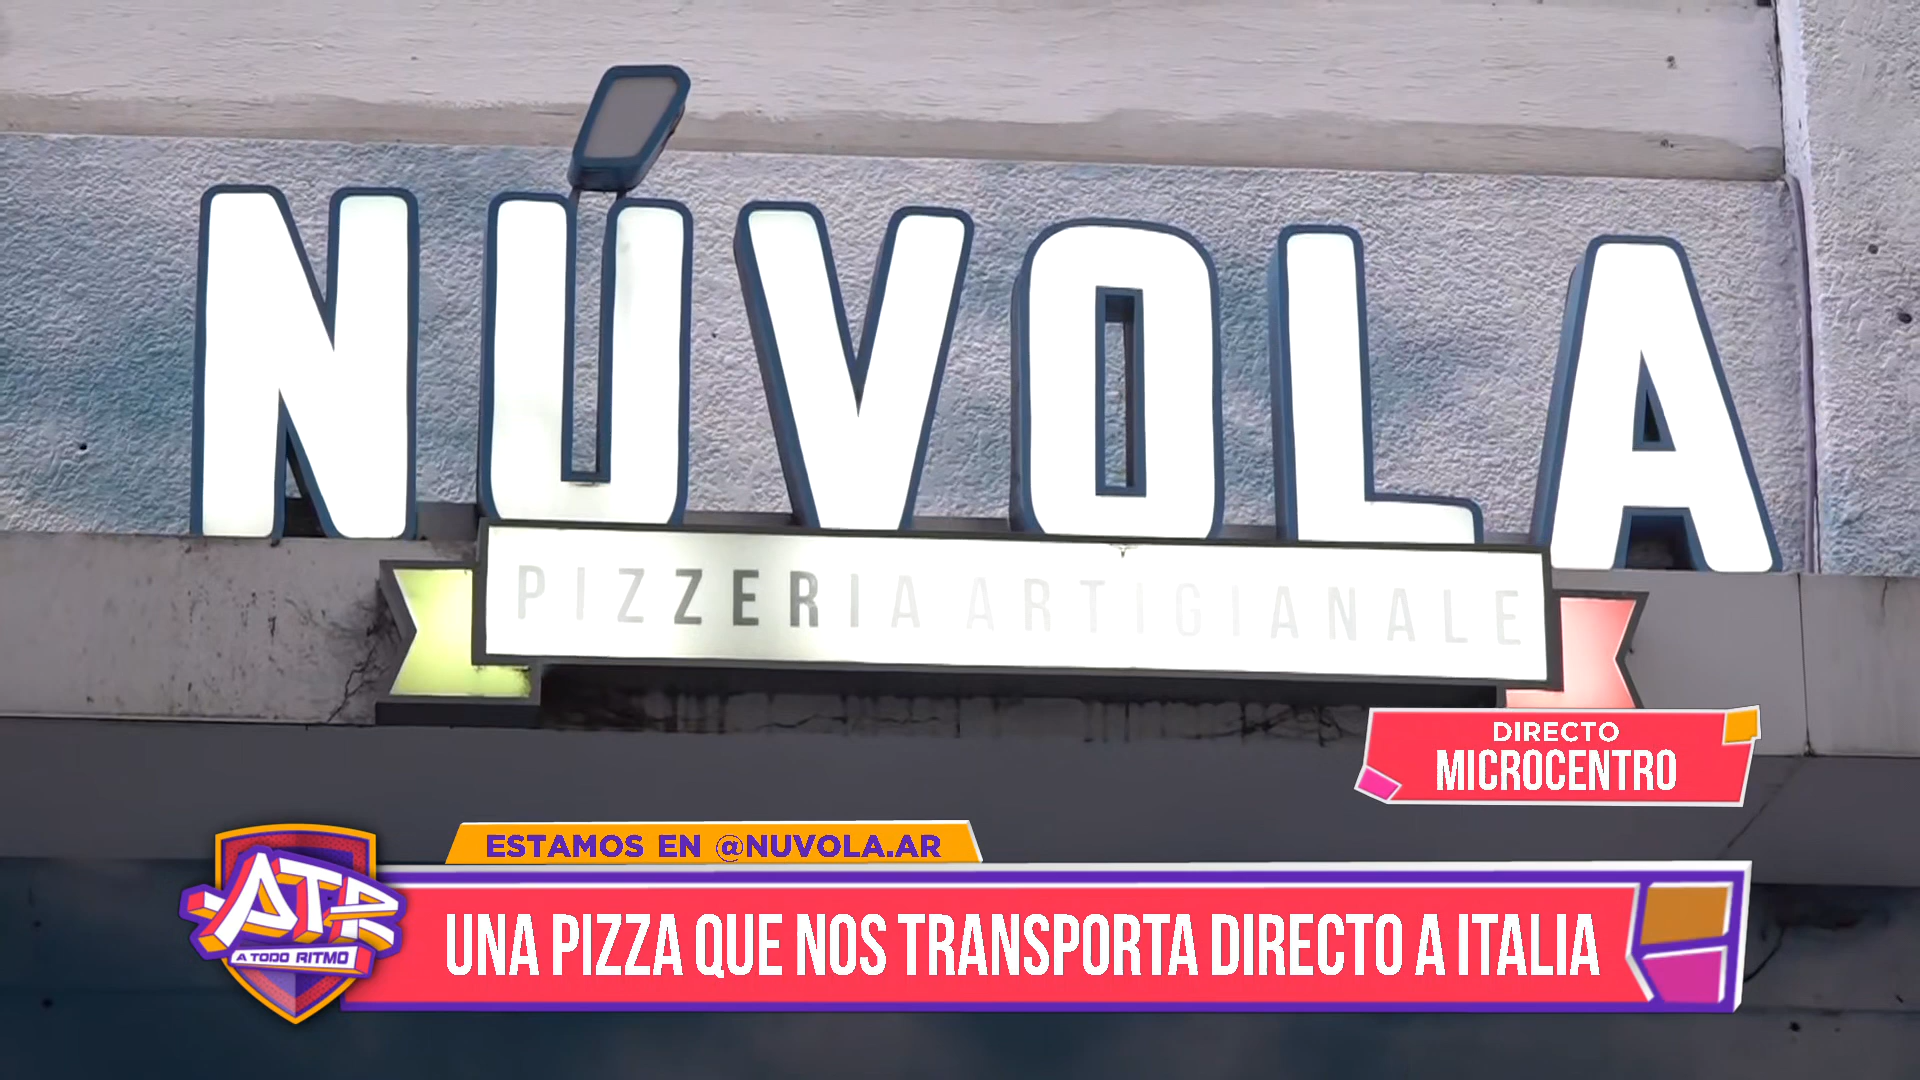 NÚVOLA
PIZZERIA ARTIGIANALE
DIRECTO
MICROCENTRO
ESTAMOS EN @NUVOLA.AR
ATR
A TODO RITMO
UNA PIZZA QUE NOS TRANSPORTA DIRECTO A ITALIA